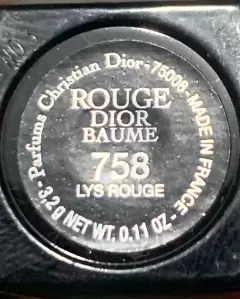 Parfums Christian Dior-75008-MADE IN FRANCE
ROUGE
DIOR
BAUME
758
LYS ROUGE
3,2g NET WT. 0.11 OZ.